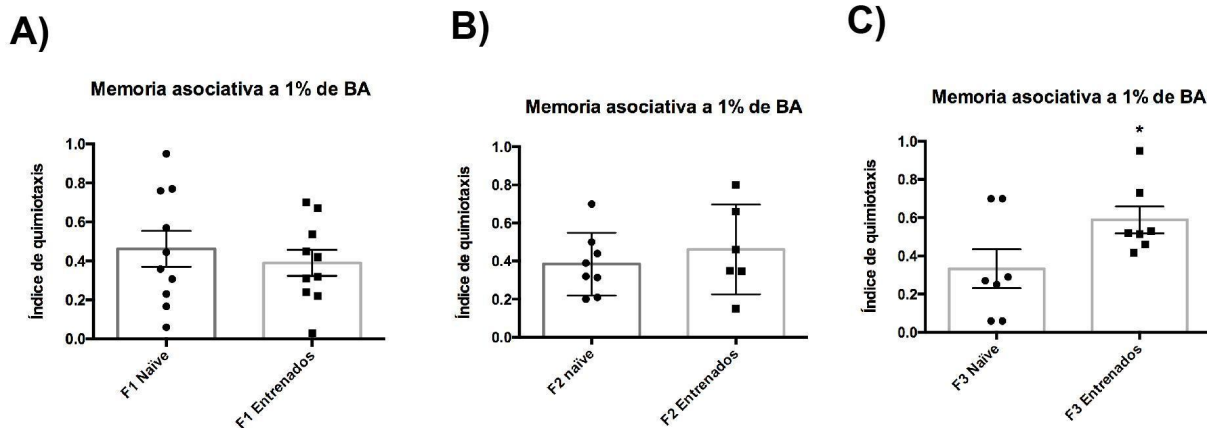 A)
Memoria asociativa a 1% de BA
Índice de quimiotaxis
1.0
0.8
0.6
0.4
0.2
0.0
F1 Naïve
F1 Entrenados
B)
Memoria asociativa a 1% de BA
Índice de quimiotaxis
1.0
0.8
0.6
0.4
0.2
0.0
F2 naïve
F2 Entrenados
C)
Memoria asociativa a 1% de BA
Índice de quimiotaxis
1.0
0.8
0.6
0.4
0.2
0.0
*
F3 Naïve
F3 Entrenados